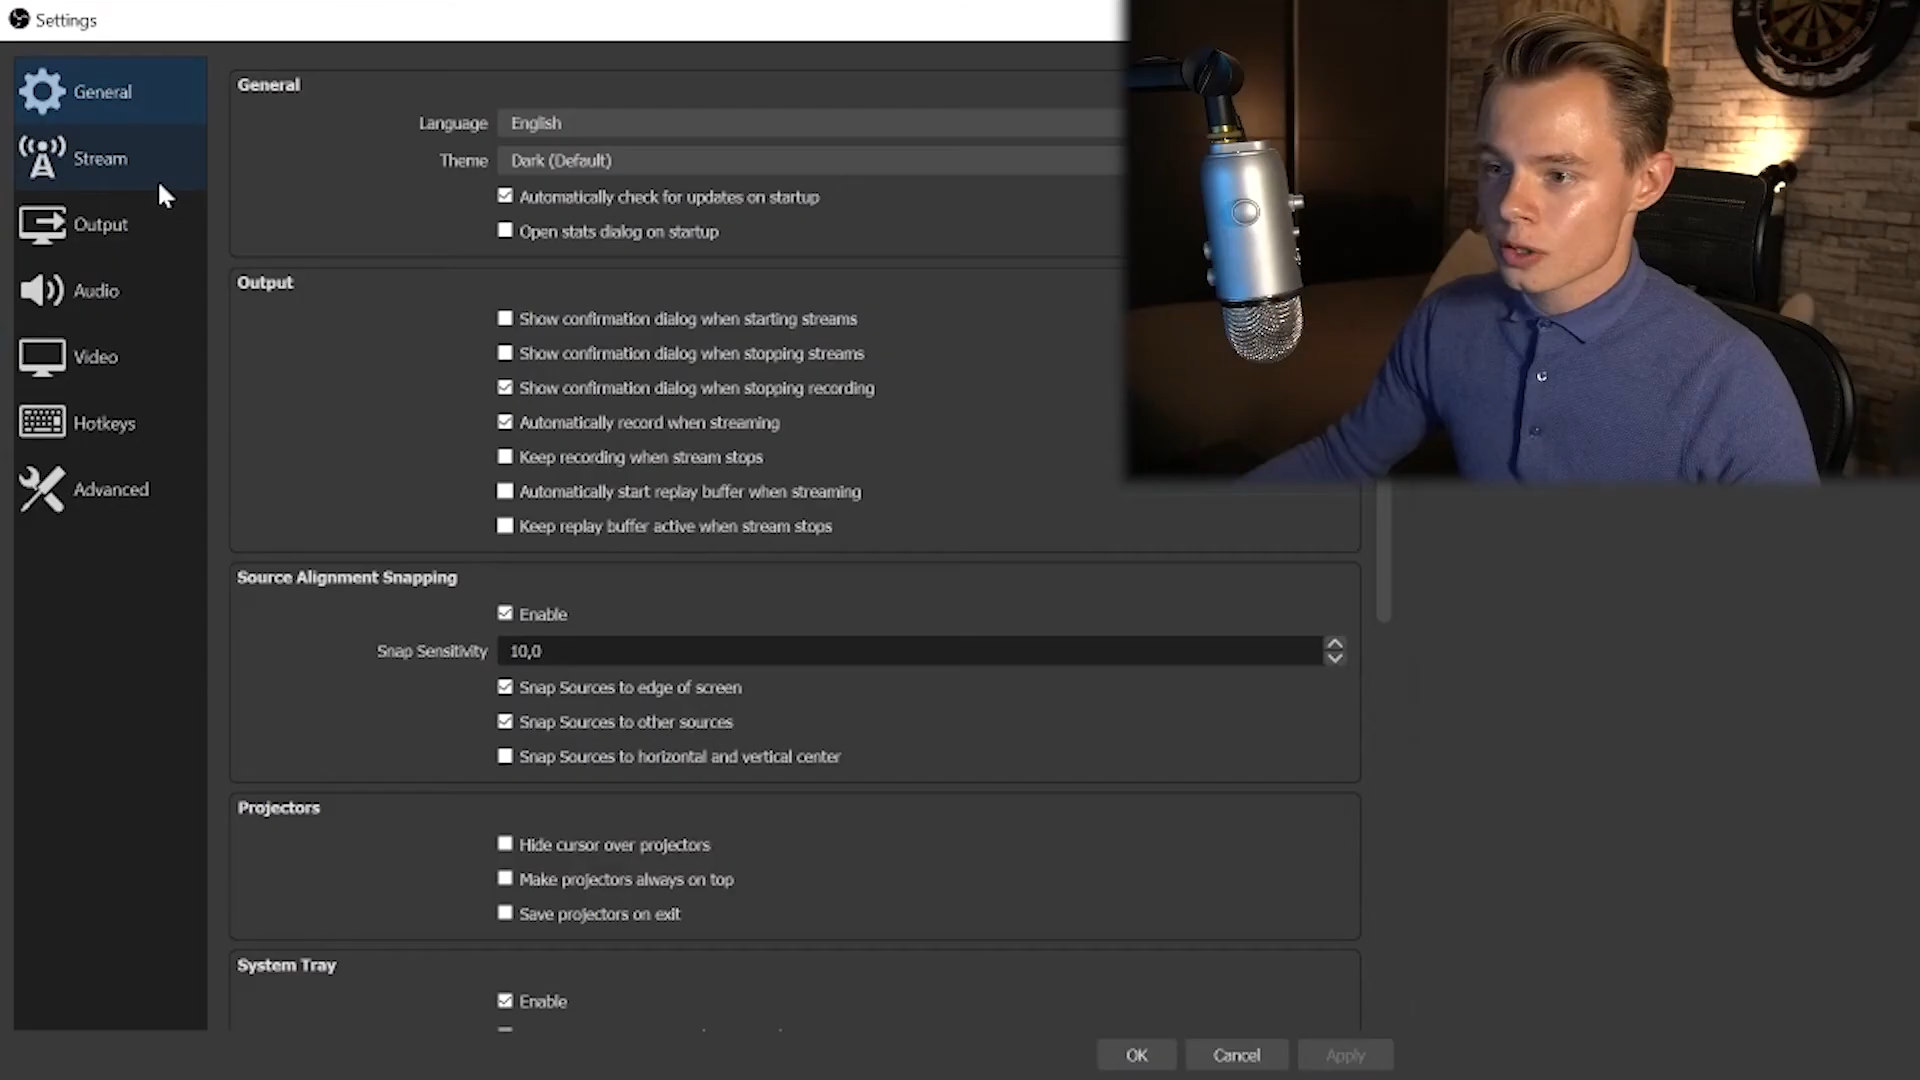 Settings
General
Stream
Output
Audio
Video
Hotkeys
Advanced
General
Language English
Theme Dark (Default)
Automatically check for updates on startup
Open stats dialog on startup
Output
Show confirmation dialog when starting streams
Show confirmation dialog when stopping streams
Show confirmation dialog when stopping recording
Automatically record when streaming
Keep recording when stream stops
Automatically start replay buffer when streaming
Keep replay buffer active when stream stops
Source Alignment Snapping
Enable
Snap Sensitivity 10,0
Snap Sources to edge of screen
Snap Sources to other sources
Snap Sources to horizontal and vertical center
Projectors
Hide cursor over projectors
Make projectors always on top
Save projectors on exit
System Tray
Enable
OK Cancel Apply